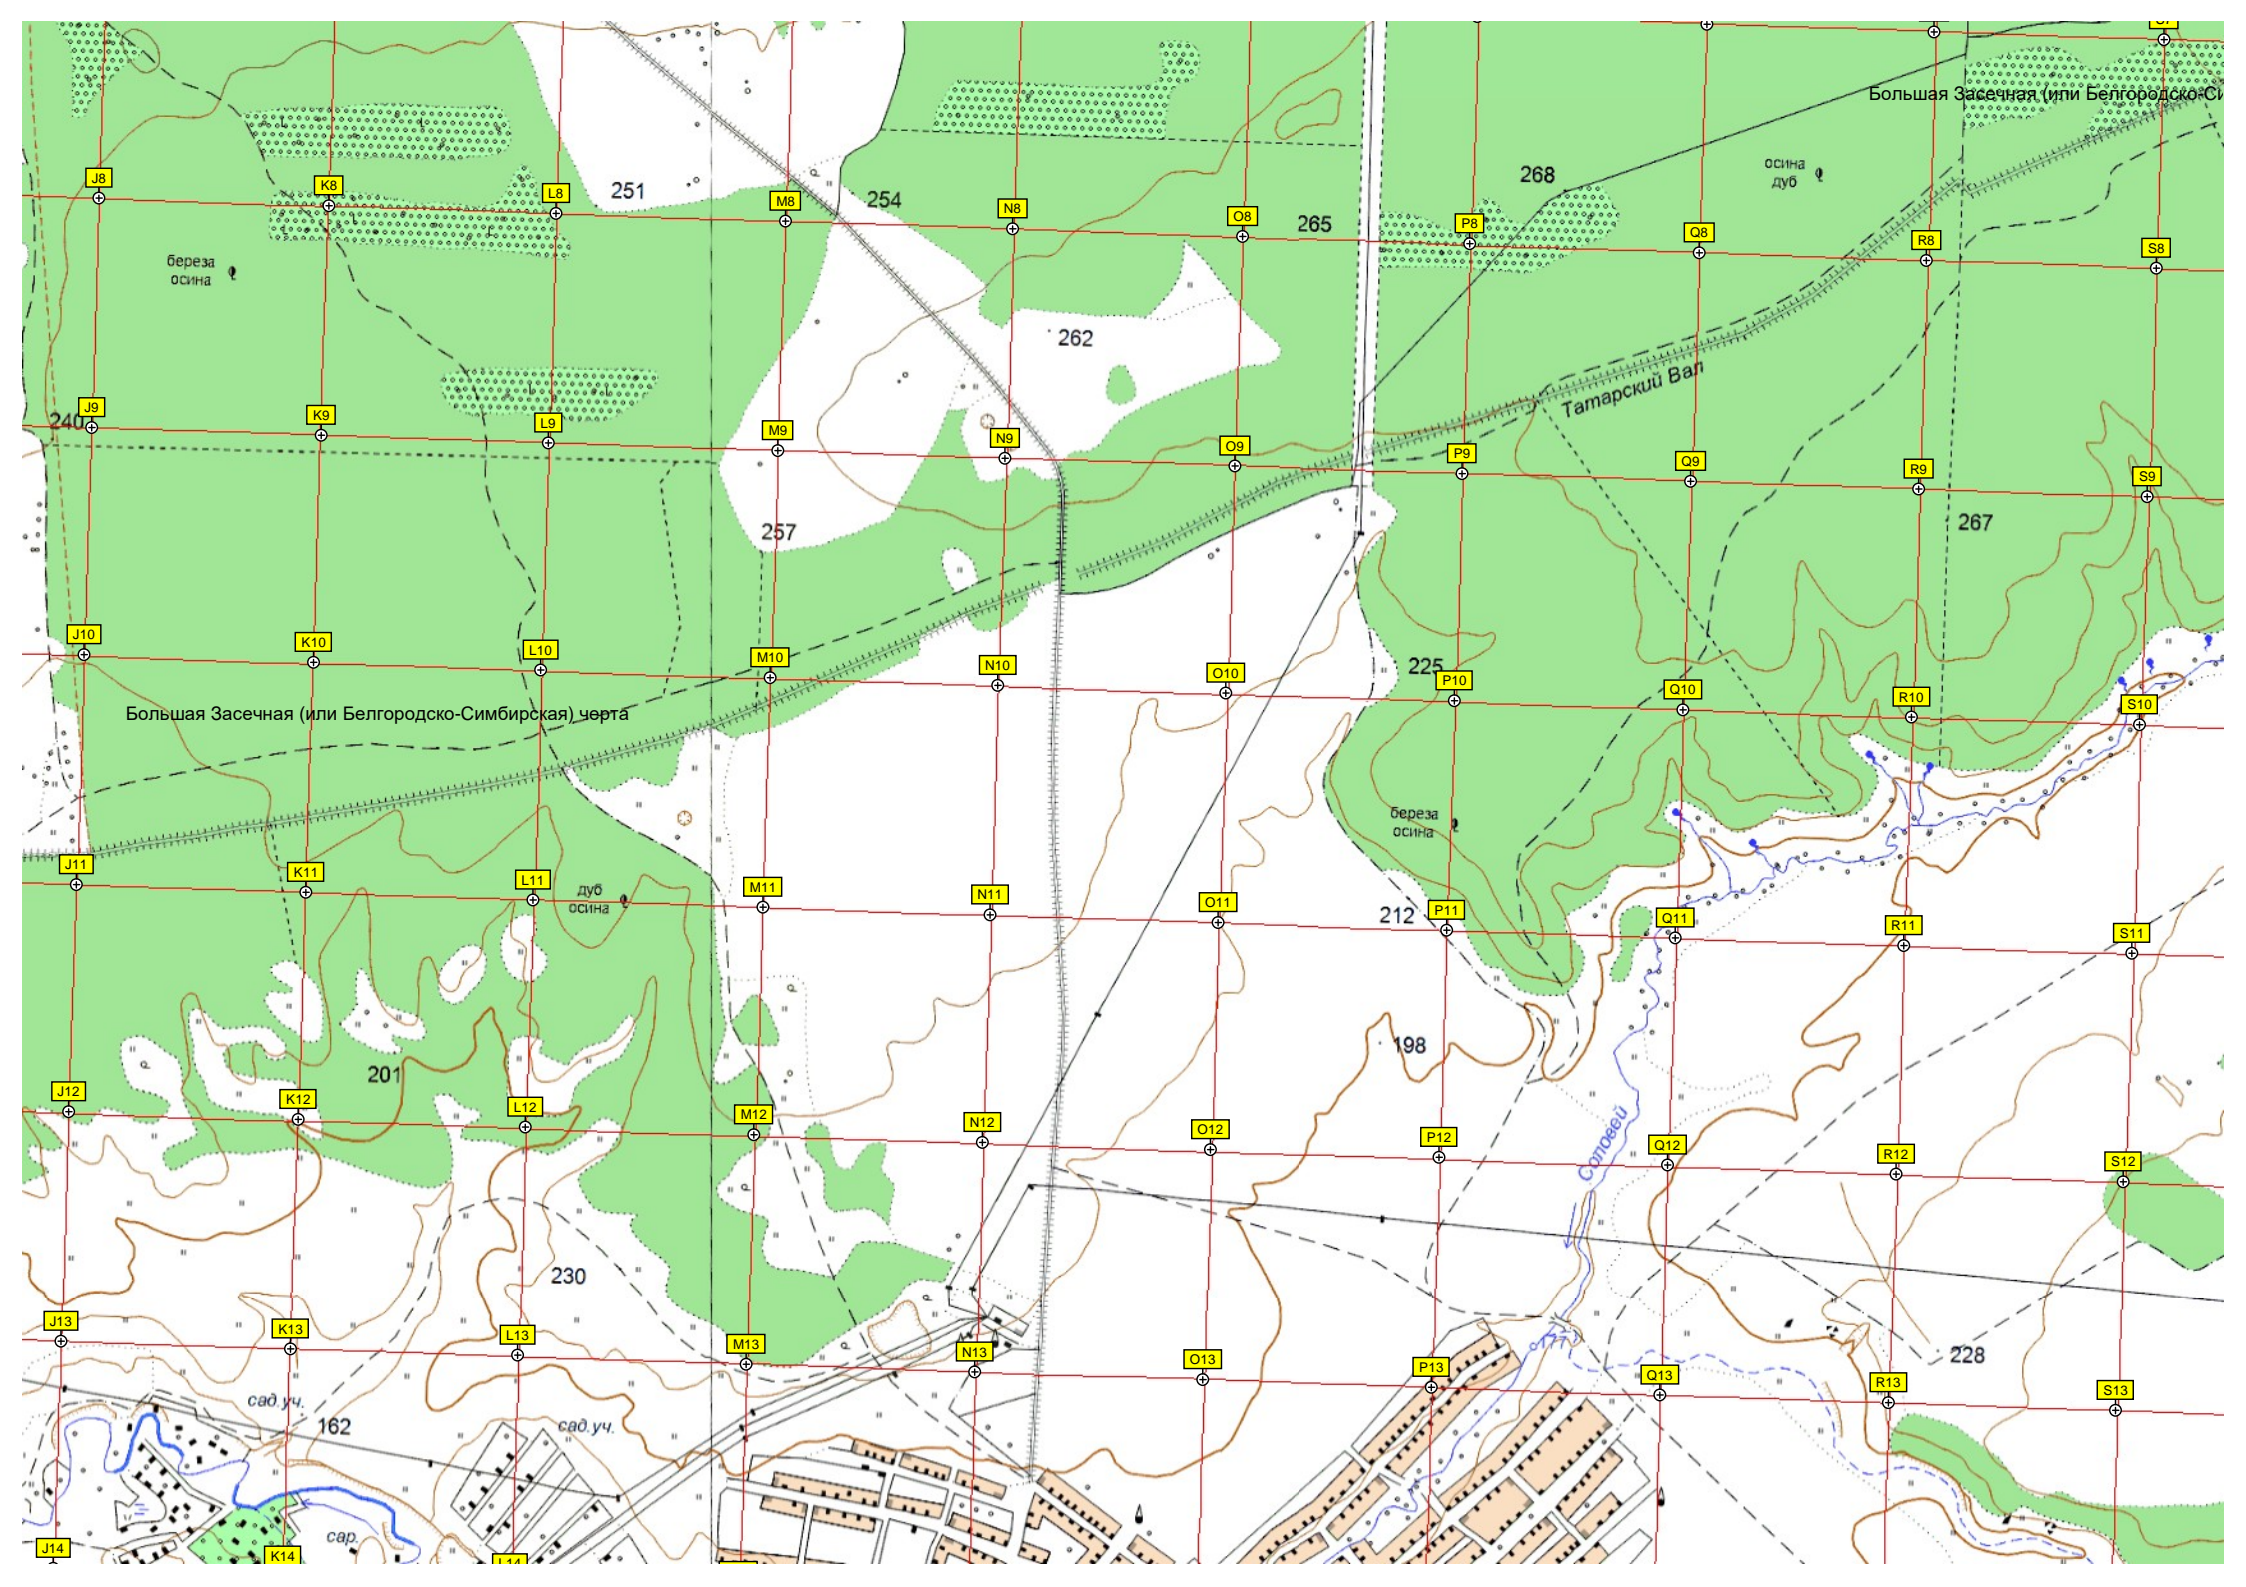 Большая Засечная (или Белгородско-Си
осина
дуб
268
J8
K8
L8
251
M8
254
N8
O8
265
P8
Q8
R8
S8
береза
осина
262
Татарский Вал
240
J9
K9
L9
M9
N9
O9
P9
Q9
R9
S9
257
267
J10
K10
L10
M10
N10
O10
225
P10
Q10
R10
S10
Большая Засечная (или Белгородско-Симбирская) черта
береза
осина
J11
K11
L11
дуб
осина
M11
N11
O11
212
P11
Q11
R11
S11
198
201
J12
K12
L12
M12
N12
O12
P12
Соловей
Q12
R12
S12
230
J13
K13
L13
M13
N13
O13
177
P13
Q13
R13
228
S13
сад.уч.
162
сад.уч.
сар.
J14
K14
L14